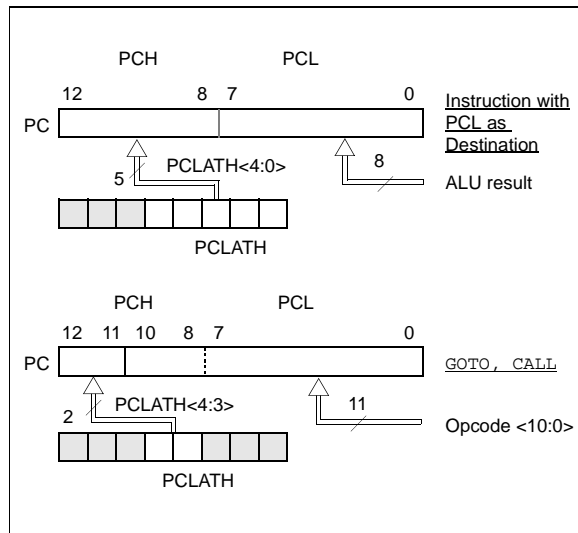 PCH PCL
12 8 7 0
PC
Instruction with
PCL as
Destination
5
PCLATH<4:0>
8
ALU result
PCLATH
PCH PCL
12 11 10 8 7 0
PC
GOTO, CALL
2
PCLATH<4:3>
11
Opcode <10:0>
PCLATH